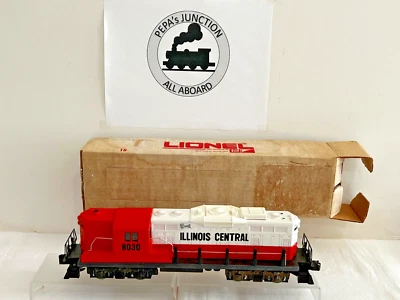 PEPA's JUNCTION
ALL ABOARD
LIONEL
ILLINOIS CENTRAL
8030